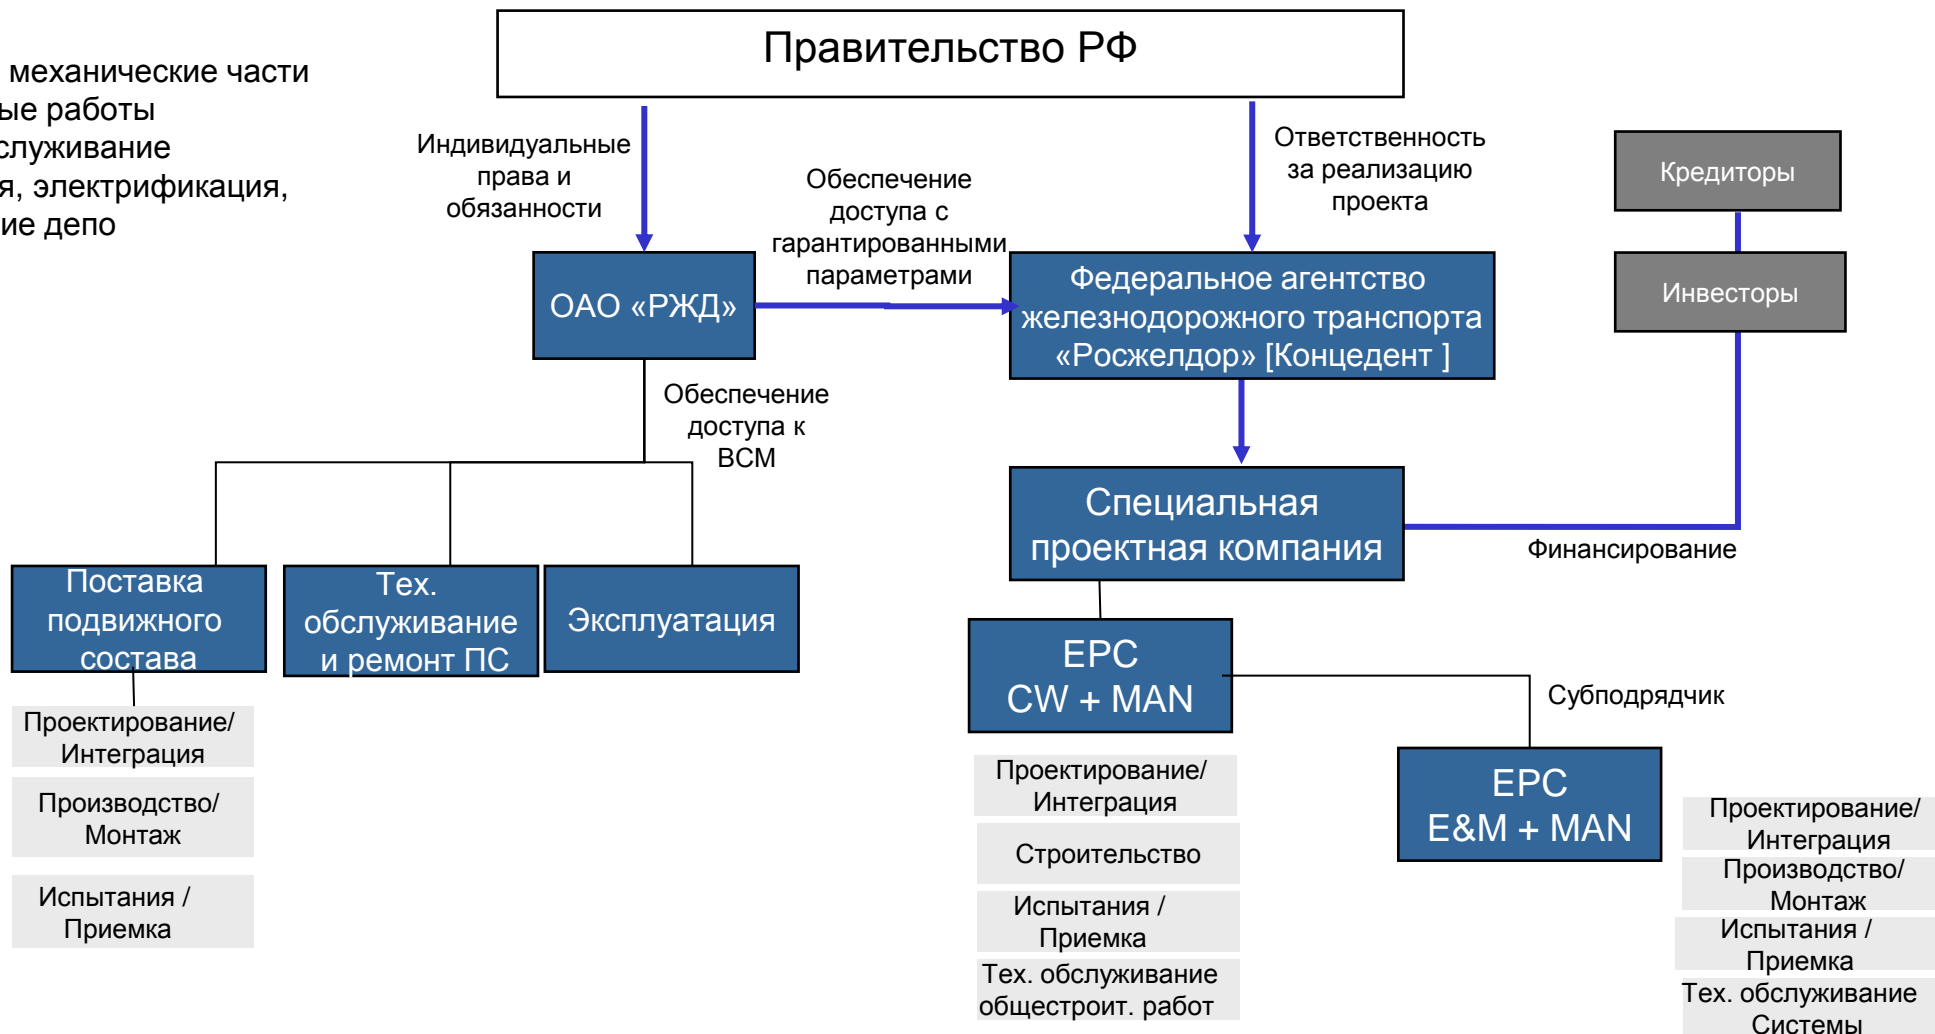 Правительство РФ
механические части
ые работы
служивание
я, электрификация,
ие депо
Индивидуальные
права и
обязанности
Обеспечение
доступа с
гарантированными
параметрами
Ответственность
за реализацию
проекта
Кредиторы
Инвесторы
ОАО «РЖД»
Федеральное агентство
железнодорожного транспорта
«Росжелдор» [Концедент ]
Обеспечение
доступа к
ВСМ
Специальная
проектная компания
Финансирование
Поставка
подвижного
состава
Тех.
обслуживание
и ремонт ПС
Эксплуатация
EPC
CW + MAN
Субподрядчик
EPC
E&M + MAN
Проектирование/
Интеграция
Производство/
Монтаж
Испытания /
Приемка
Проектирование/
Интеграция
Строительство
Испытания /
Приемка
Тех. обслуживание
общестроит. работ
Проектирование/
Интеграция
Производство/
Монтаж
Испытания /
Приемка
Тех. обслуживание
Системы